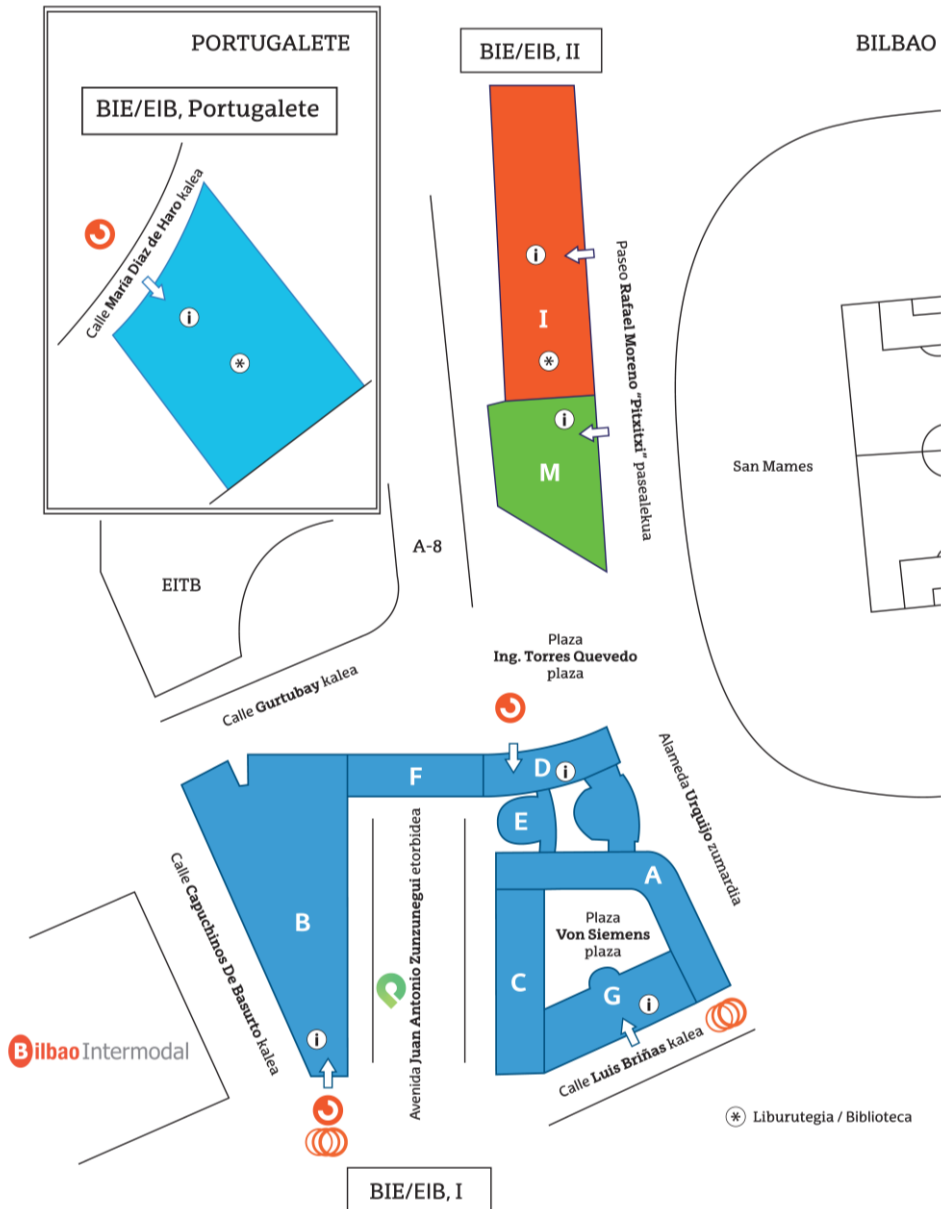 PORTUGALETE
BIE/EIB, Portugalete
Calle María Diaz de Haro kalea
i
*
BIE/EIB, II
BILBAO
i
I
*
i
M
Paseo Rafael Moreno "Pitxitxi" pasealekua
San Mames
A-8
EITB
Calle Gurtubay kalea
Plaza
Ing. Torres Quevedo
plaza
F
D
i
E
A
Alameda Urquijo zumardia
B
i
Calle Capuchinos De Basurto kalea
Avenida Juan Antonio Zunzunegui etorbidea
Plaza
Von Siemens
plaza
C
G
i
Calle Luis Briñas kalea
Bilbao Intermodal
* Liburutegia / Biblioteca
BIE/EIB, I